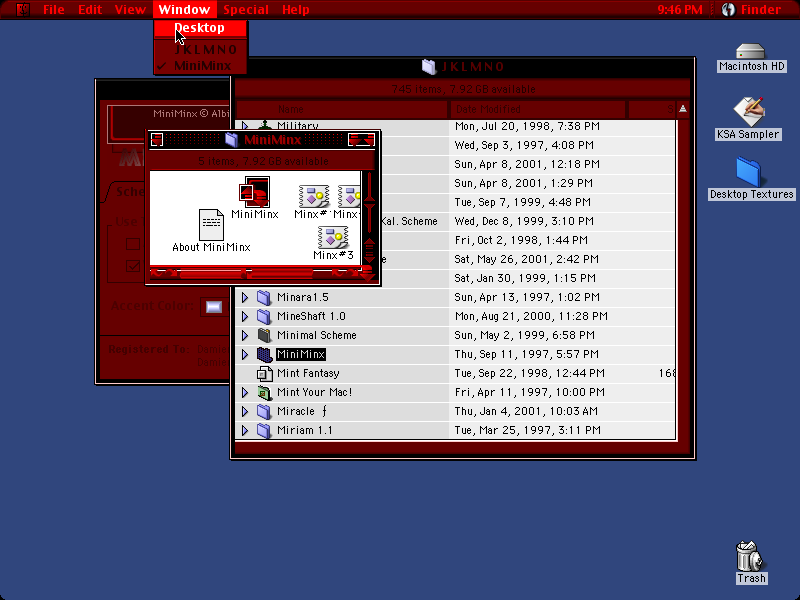 File Edit View Window Special Help 9:46 PM Finder
Desktop
JKLMNO
MiniMinx
Macintosh HD
KSA Sampler
Desktop Textures
Trash
JKLMNO
745 items, 7.92 GB available
Name Date Modified
Military Mon, Jul 20, 1998, 7:38 PM
Wed, Sep 3, 1997, 4:08 PM
Sun, Apr 8, 2001, 12:18 PM
Sun, Apr 8, 2001, 1:29 PM
Tue, Sep 7, 1999, 4:48 PM
Kal. Scheme Wed, Dec 8, 1999, 3:10 PM
Fri, Oct 2, 1998, 1:44 PM
e Sat, May 26, 2001, 2:42 PM
Sat, Jan 30, 1999, 1:15 PM
Minara1.5 Sun, Apr 13, 1997, 1:02 PM
MineShaft 1.0 Mon, Aug 21, 2000, 11:28 PM
Minimal Scheme Sun, May 2, 1999, 6:58 PM
MiniMinx Thu, Sep 11, 1997, 5:57 PM
Mint Fantasy Tue, Sep 22, 1998, 12:44 PM 168
Mint Your Mac! Fri, Apr 11, 1997, 10:00 PM
Miracle ƒ Thu, Jan 4, 2001, 10:03 AM
Miriam 1.1 Tue, Mar 25, 1997, 3:11 PM
MiniMinx
5 items, 7.92 GB available
MiniMinx
Minx#
Minx
About MiniMinx
Minx#3
MiniMinx © Albi
Sche
Accent Color:
Registered To: